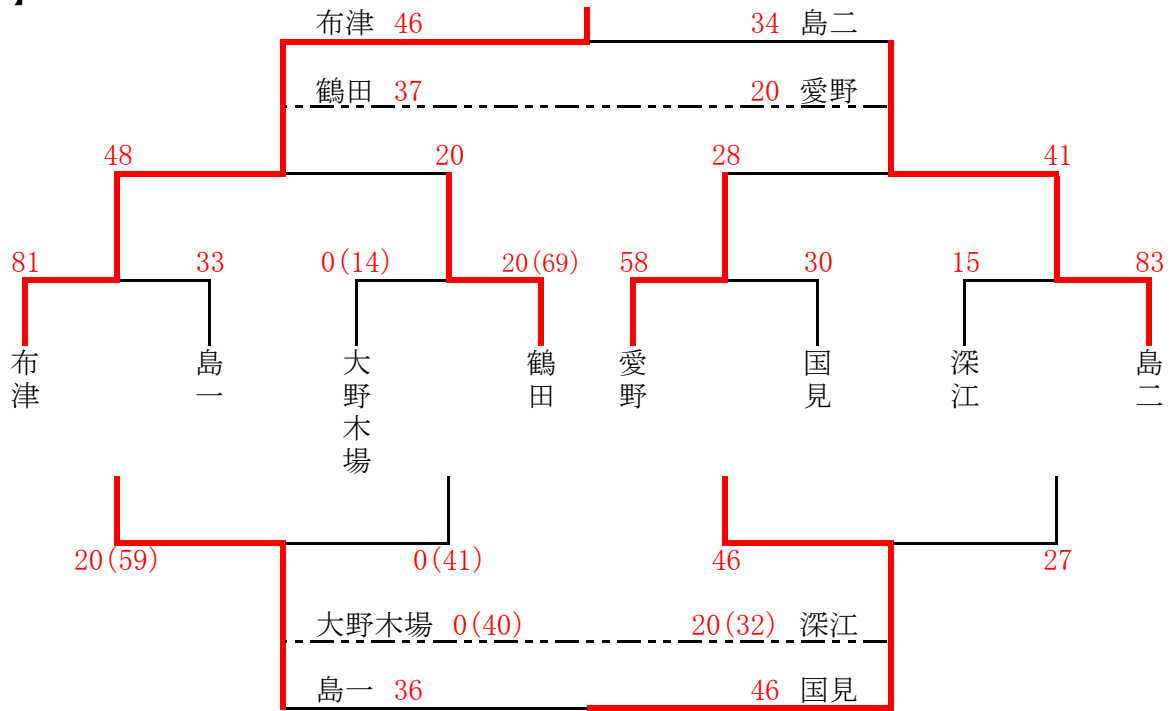 布津 46 34 島二
鶴田 37 20 愛野
48 20 28 41
81 33 0(14) 20(69) 58 30 15 83
布津 島一 大野木場 鶴田 愛野 国見 深江 島二
20(59) 0(41) 46 27
大野木場 0(40) 20(32) 深江
島一 36 46 国見